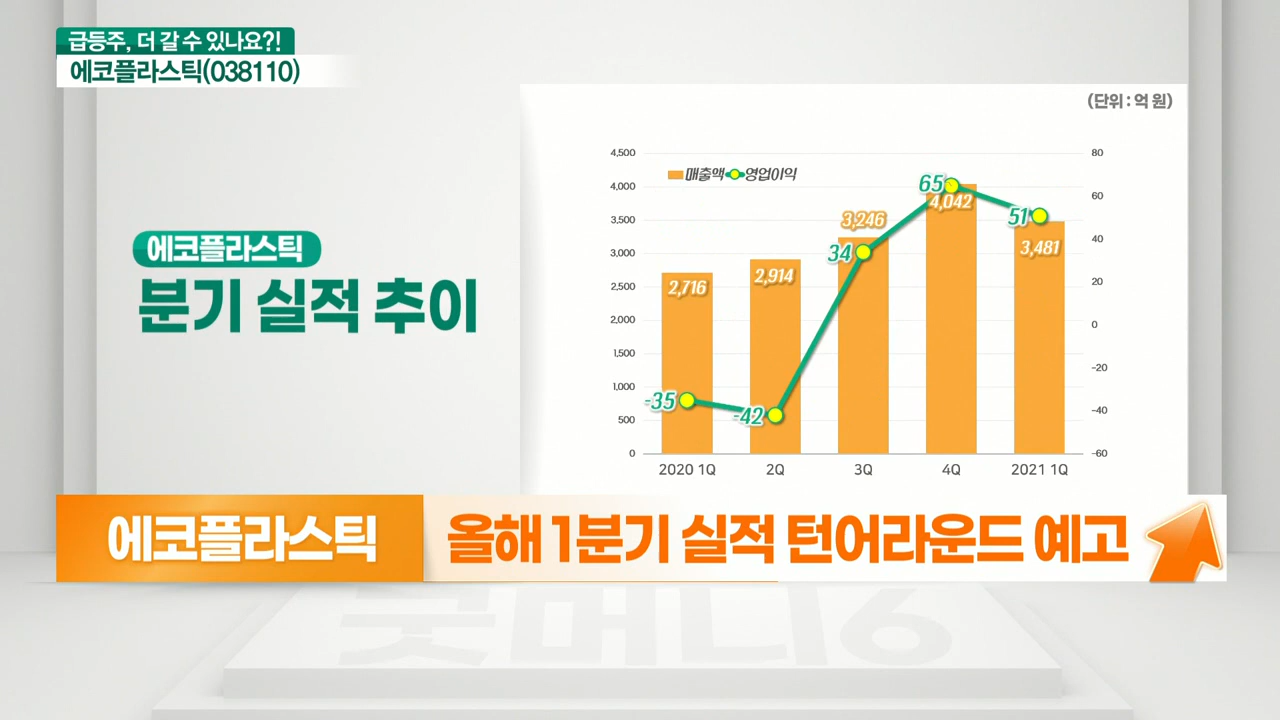 급등주, 더 갈 수 있나요?!
에코플라스틱(038110)
(단위 : 억 원)
에코플라스틱
분기 실적 추이
매출액 영업이익
4,500
4,000
3,500
3,000
2,500
2,000
1,500
1,000
500
0
80
60
40
20
0
-20
-40
-60
2,716
2,914
3,246
4,042
3,481
-35
-42
34
65
51
2020 1Q 2Q 3Q 4Q 2021 1Q
에코플라스틱
올해 1분기 실적 턴어라운드 예고
굿머니6